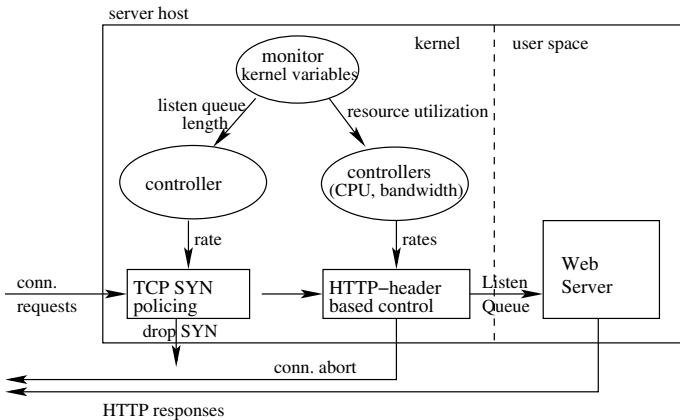 server host
kernel
user space
monitor
kernel variables
listen queue
length
resource utilization
controller
controllers
(CPU, bandwidth)
rate
rates
conn.
requests
TCP SYN
policing
HTTP−header
based control
Listen
Queue
Web
Server
drop SYN
conn. abort
HTTP responses